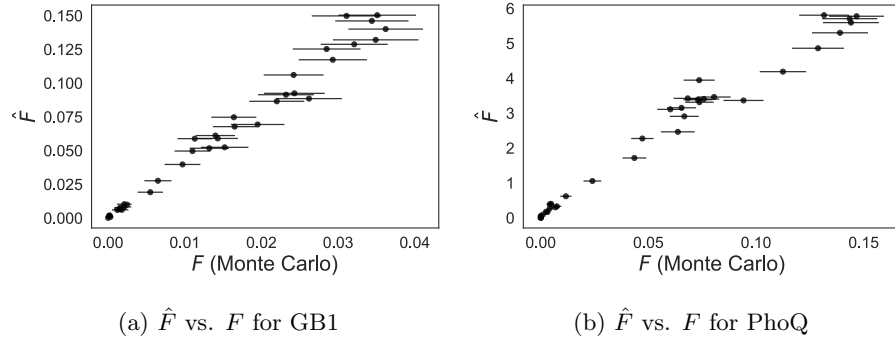 0.150
0.125
0.100
0.075
0.050
0.025
0.000
F̂
0.00 0.01 0.02 0.03 0.04
F (Monte Carlo)
(a) F̂ vs. F for GB1
6
5
4
3
2
1
0
F̂
0.00 0.05 0.10 0.15
F (Monte Carlo)
(b) F̂ vs. F for PhoQ